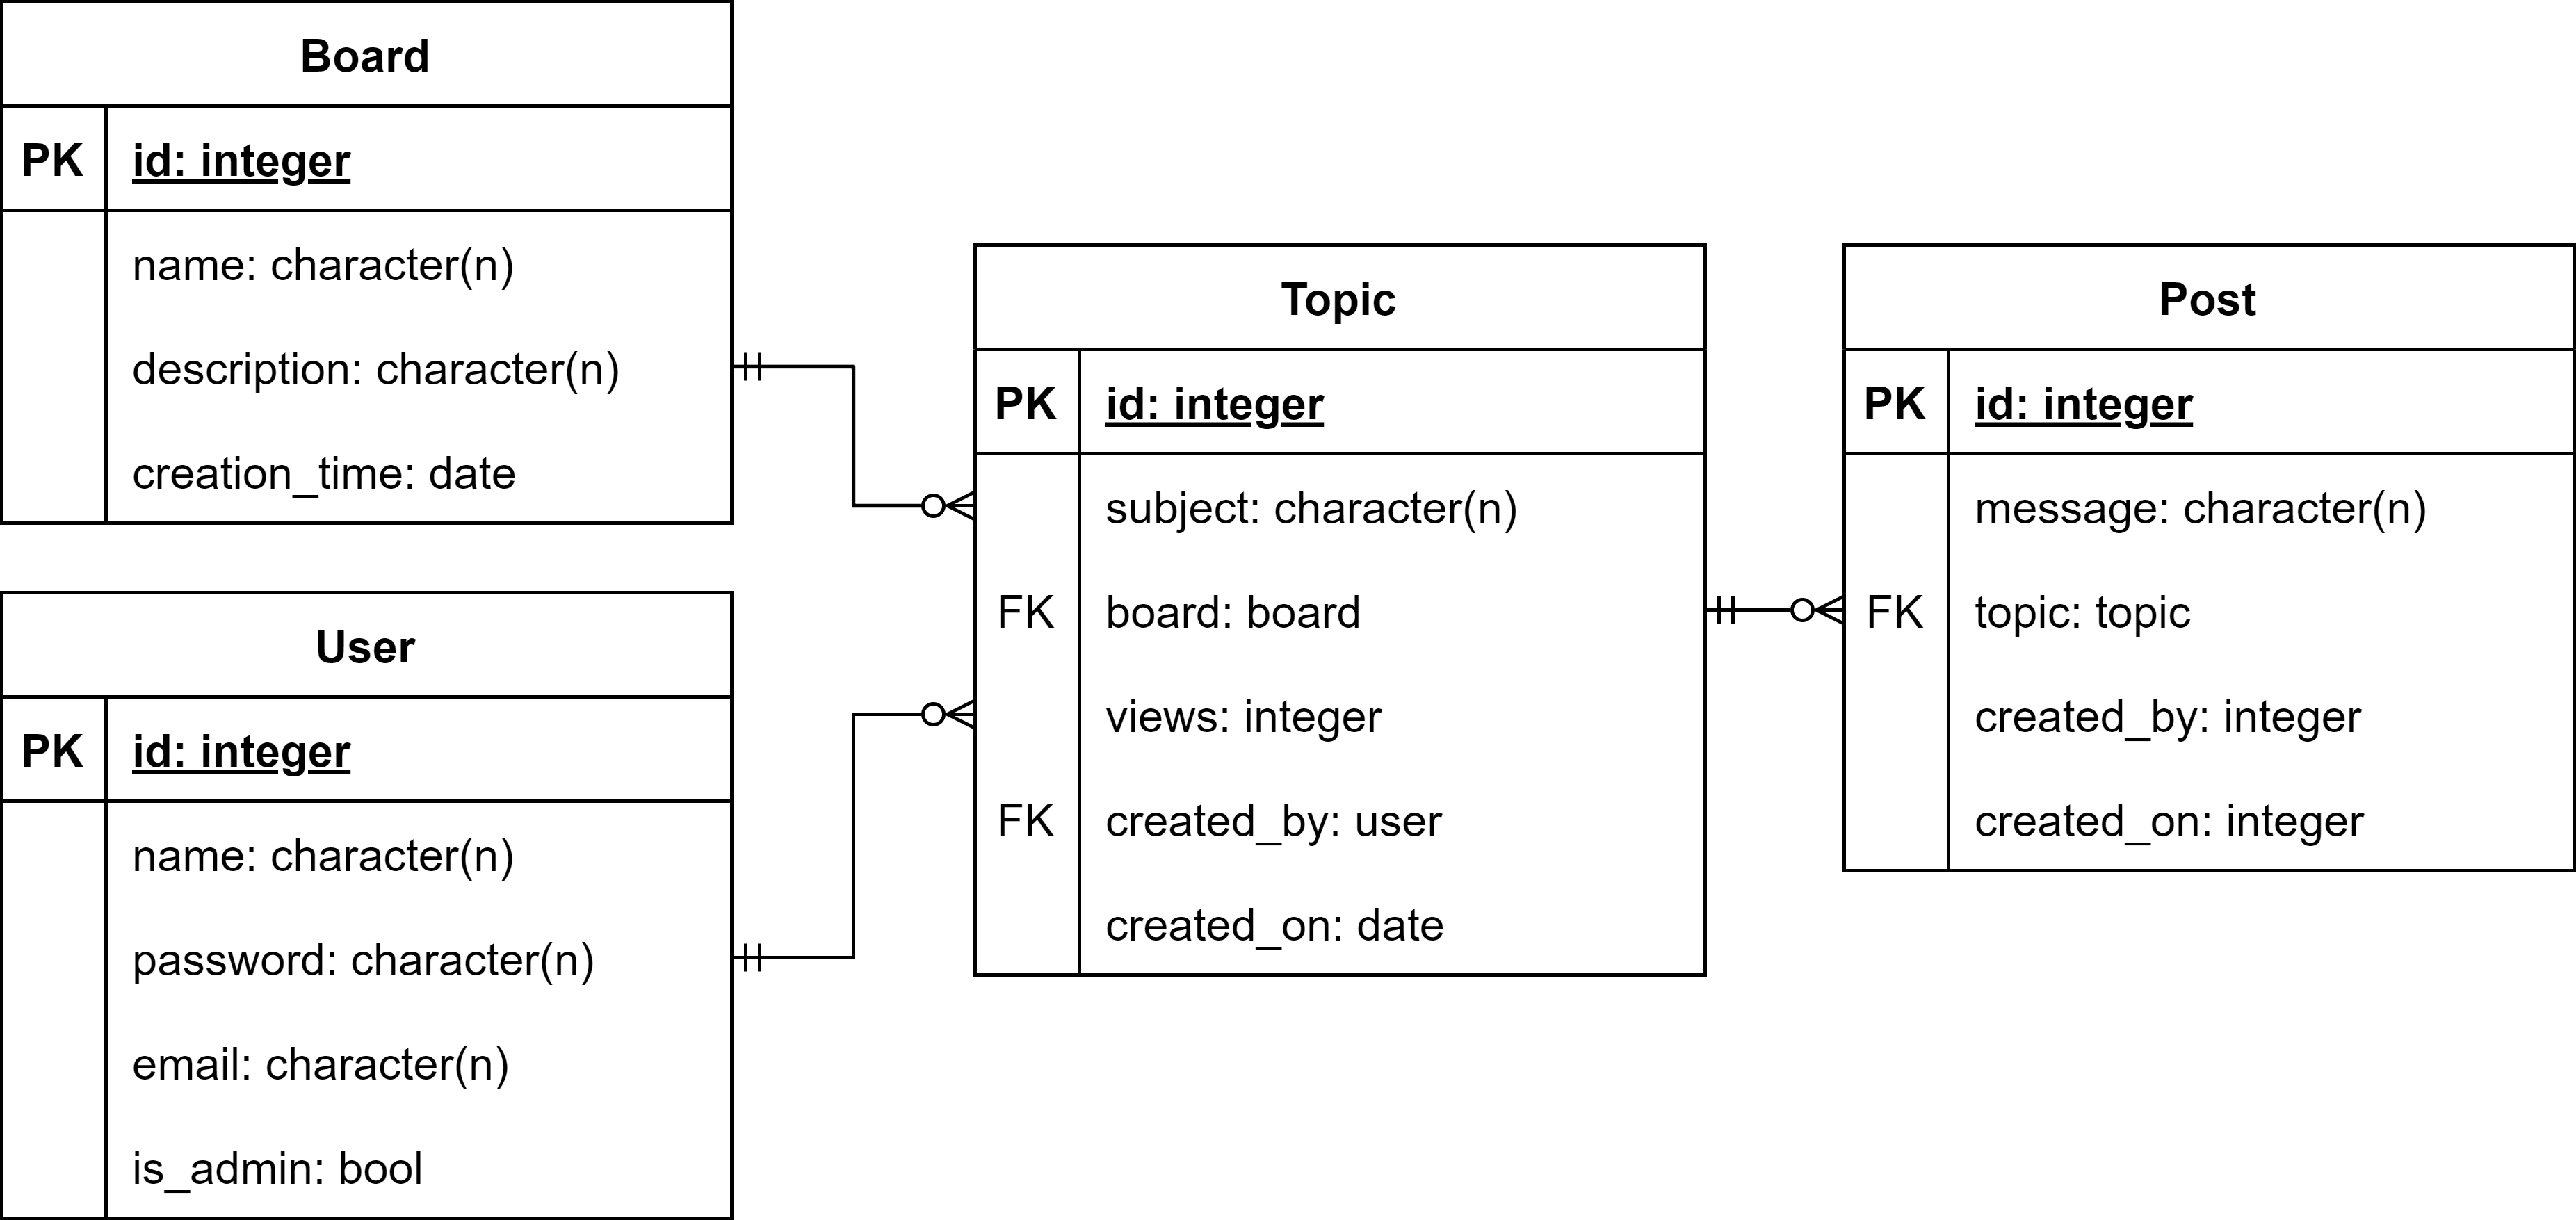 Board
PK id: integer
name: character(n)
description: character(n)
creation_time: date
User
PK id: integer
name: character(n)
password: character(n)
email: character(n)
is_admin: bool
Topic
PK id: integer
subject: character(n)
FK board: board
views: integer
FK created_by: user
created_on: date
Post
PK id: integer
message: character(n)
FK topic: topic
created_by: integer
created_on: integer